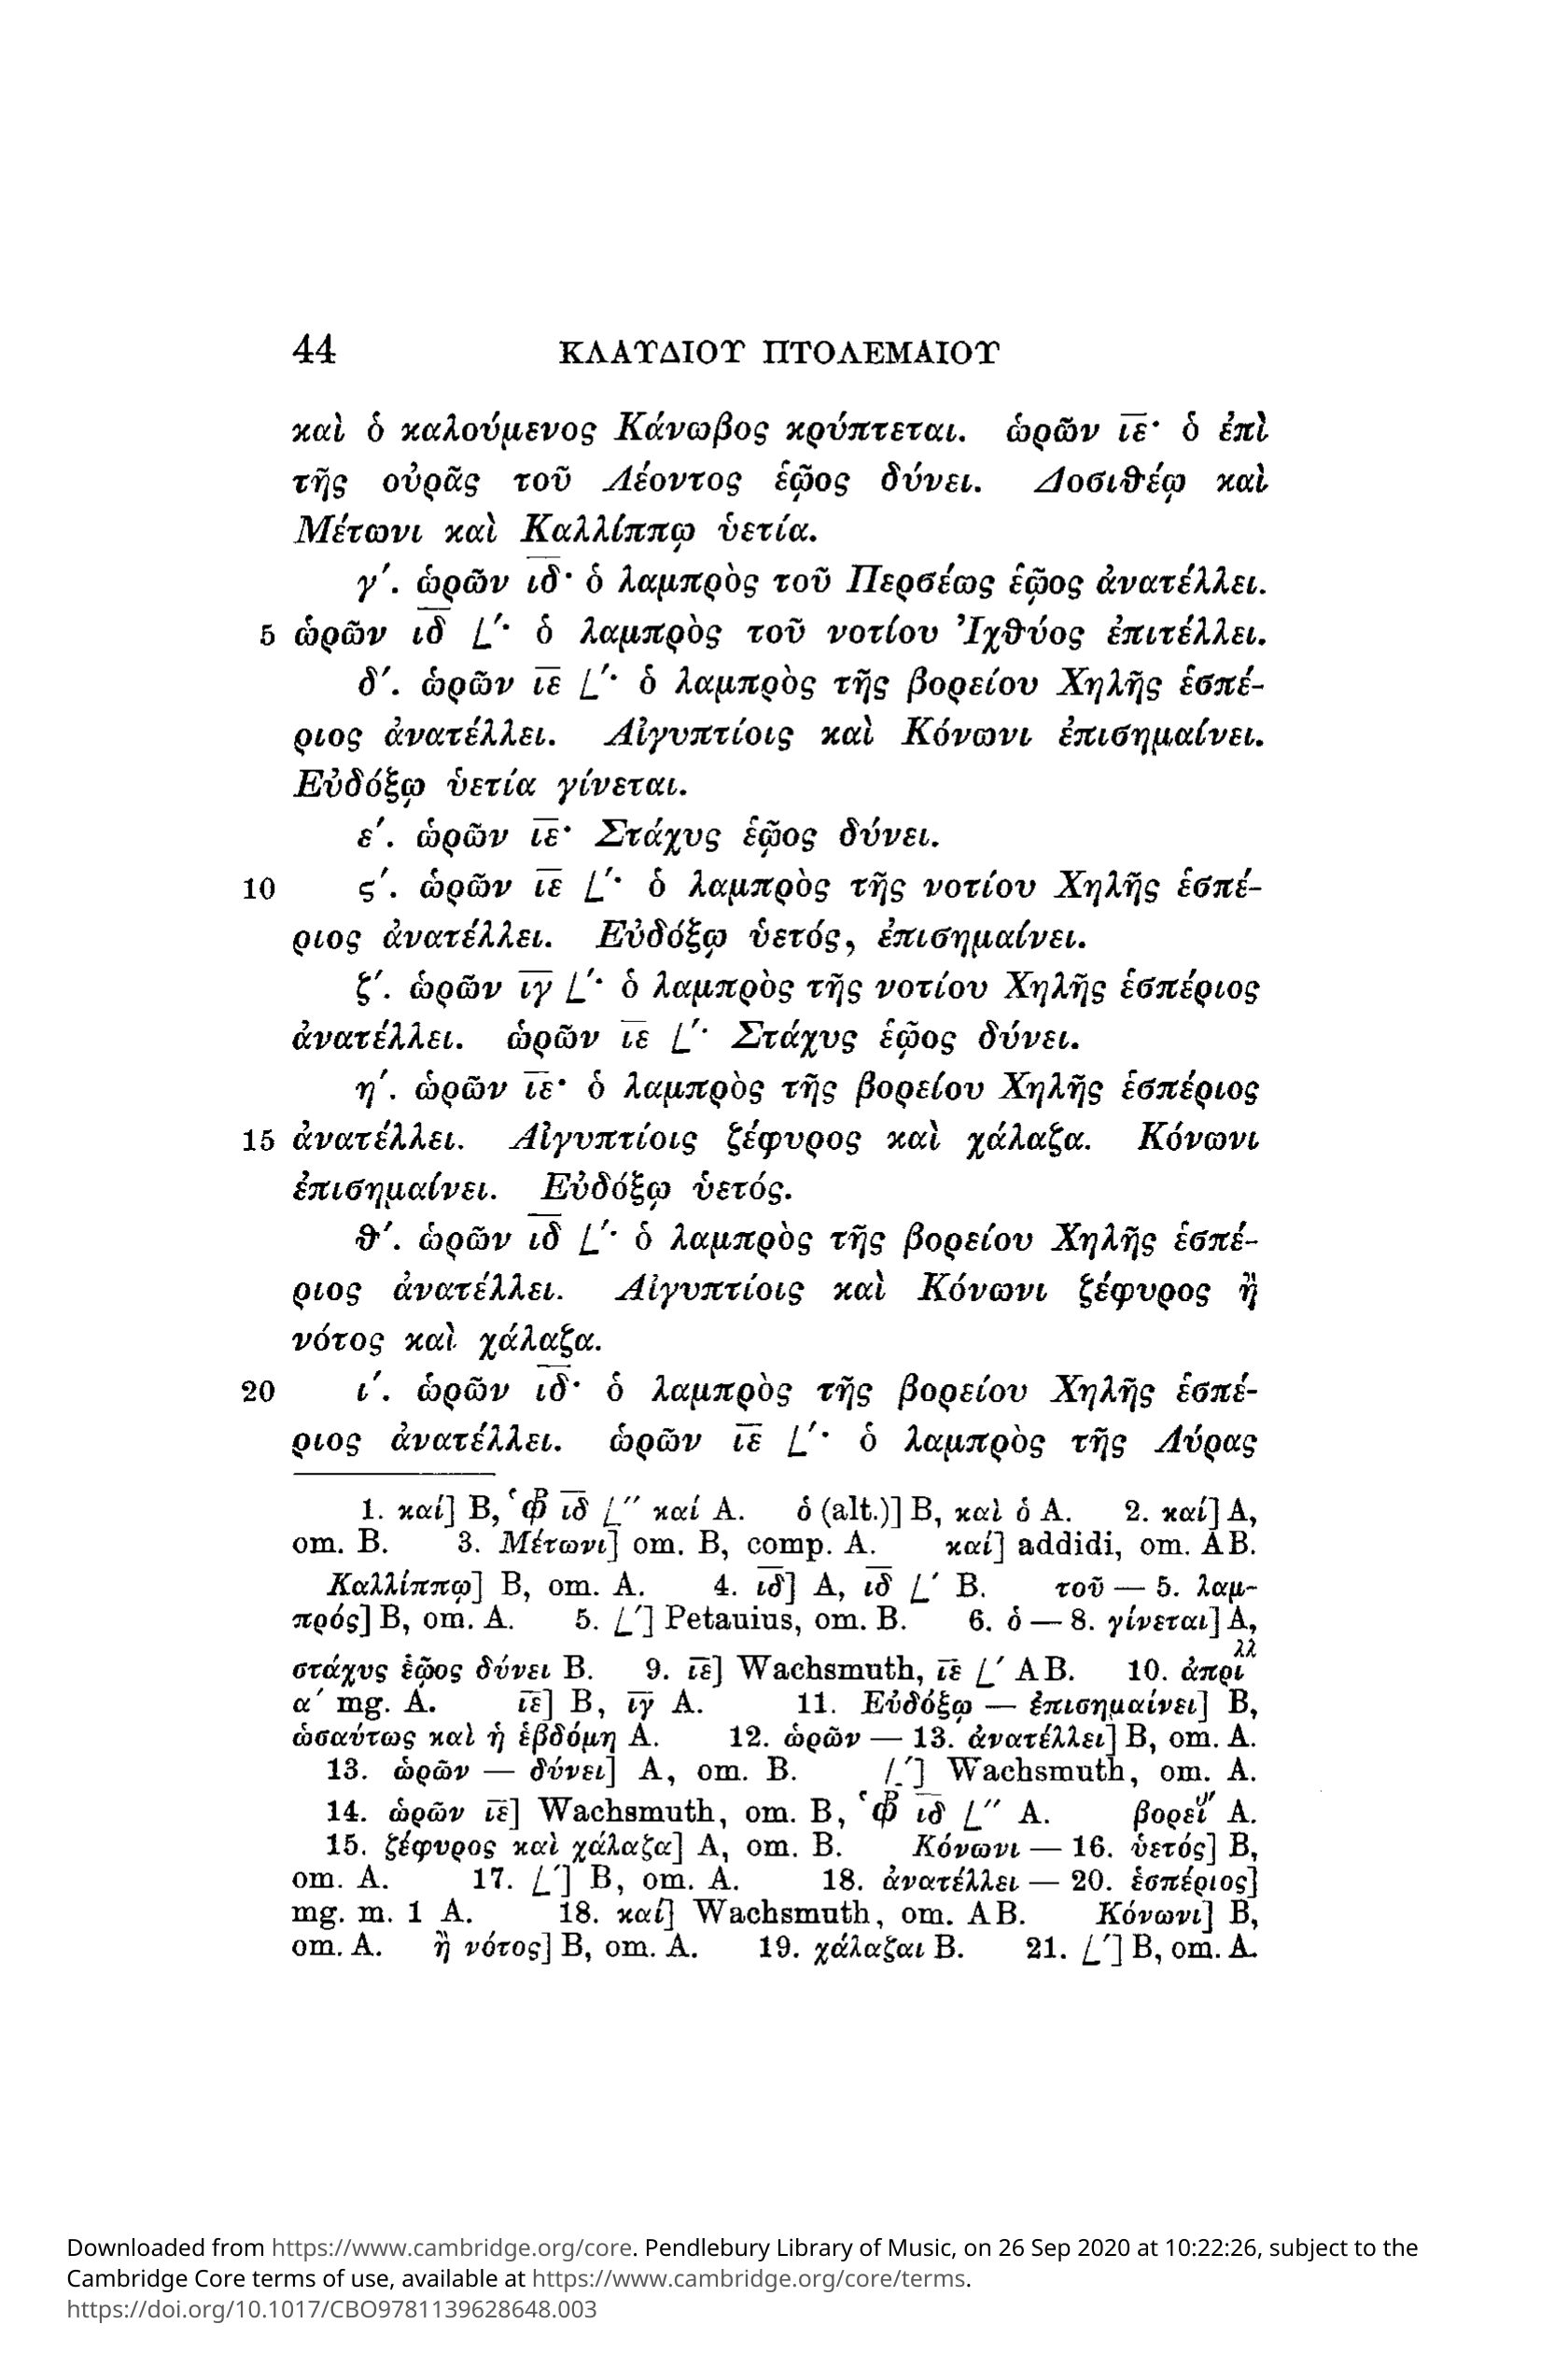 44 ΚΛΑΥΔΙΟΥ ΠΤΟΛΕΜΑΙΟΥ
καὶ ὁ καλούμενος Κάνωβος κρύπτεται. ὡρῶν ιε̅· ὁ ἐπὶ
τῆς οὐρᾶς τοῦ Λέοντος ἑῷος δύνει. Δοσιθέῳ καὶ
Μέτωνι καὶ Καλλίππῳ ὑετία.
γ′. ὡρῶν ιδ̅· ὁ λαμπρὸς τοῦ Περσέως ἑῷος ἀνατέλλει.
5 ὡρῶν ιδ̅ 𐅵′· ὁ λαμπρὸς τοῦ νοτίου Ἰχθύος ἐπιτέλλει.
δ′. ὡρῶν ιε̅ 𐅵′· ὁ λαμπρὸς τῆς βορείου Χηλῆς ἑσπέ-
ριος ἀνατέλλει. Αἰγυπτίοις καὶ Κόνωνι ἐπισημαίνει.
Εὐδόξῳ ὑετία γίνεται.
ε′. ὡρῶν ιε̅· Στάχυς ἑῷος δύνει.
10 ϛ′. ὡρῶν ιε̅ 𐅵′· ὁ λαμπρὸς τῆς νοτίου Χηλῆς ἑσπέ-
ριος ἀνατέλλει. Εὐδόξῳ ὑετός, ἐπισημαίνει.
ζ′. ὡρῶν ιγ̅ 𐅵′· ὁ λαμπρὸς τῆς νοτίου Χηλῆς ἑσπέριος
ἀνατέλλει. ὡρῶν ιε̅ 𐅵′· Στάχυς ἑῷος δύνει.
η′. ὡρῶν ιε̅· ὁ λαμπρὸς τῆς βορείου Χηλῆς ἑσπέριος
15 ἀνατέλλει. Αἰγυπτίοις ζέφυρος καὶ χάλαζα. Κόνωνι
ἐπισημαίνει. Εὐδόξῳ ὑετός.
θ′. ὡρῶν ιδ̅ 𐅵′· ὁ λαμπρὸς τῆς βορείου Χηλῆς ἑσπέ-
ριος ἀνατέλλει. Αἰγυπτίοις καὶ Κόνωνι ζέφυρος ἢ
νότος καὶ χάλαζα.
20 ι′. ὡρῶν ιδ̅· ὁ λαμπρὸς τῆς βορείου Χηλῆς ἑσπέ-
ριος ἀνατέλλει. ὡρῶν ιε̅ 𐅵′· ὁ λαμπρὸς τῆς Λύρας
1. καί] B, ιδ̅ 𐅵″ καί A. ὁ (alt.)] B, καὶ ὁ A. 2. καί] A,
om. B. 3. Μέτωνι] om. B, comp. A. καί] addidi, om. AB.
Καλλίππῳ] B, om. A. 4. ιδ̅] A, ιδ̅ 𐅵′ B. τοῦ — 5. λαμ-
πρός] B, om. A. 5. 𐅵′] Petauius, om. B. 6. ὁ — 8. γίνεται] A,
στάχυς ἑῷος δύνει B. 9. ιε̅] Wachsmuth, ιε̅ 𐅵′ AB. 10. ἀπριλλ
α′ mg. A. ιε̅] B, ιγ̅ A. 11. Εὐδόξῳ — ἐπισημαίνει] B,
ὡσαύτως καὶ ἡ ἑβδόμη A. 12. ὡρῶν — 13. ἀνατέλλει] B, om. A.
13. ὡρῶν — δύνει] A, om. B. 𐅵′] Wachsmuth, om. A.
14. ὡρῶν ιε̅] Wachsmuth, om. B, ιδ̅ 𐅵″ A. A.
15. ζέφυρος καὶ χάλαζα] A, om. B. Κόνωνι — 16. ὑετός] B,
om. A. 17. 𐅵′] B, om. A. 18. ἀνατέλλει — 20. ἑσπέριος]
mg. m. 1 A. 18. καί] Wachsmuth, om. AB. Κόνωνι] B,
om. A. ἢ νότος] B, om. A. 19. χάλαζαι B. 21. 𐅵′] B, om. A.
Downloaded from https://www.cambridge.org/core. Pendlebury Library of Music, on 26 Sep 2020 at 10:22:26, subject to the
Cambridge Core terms of use, available at https://www.cambridge.org/core/terms.
https://doi.org/10.1017/CBO9781139628648.003